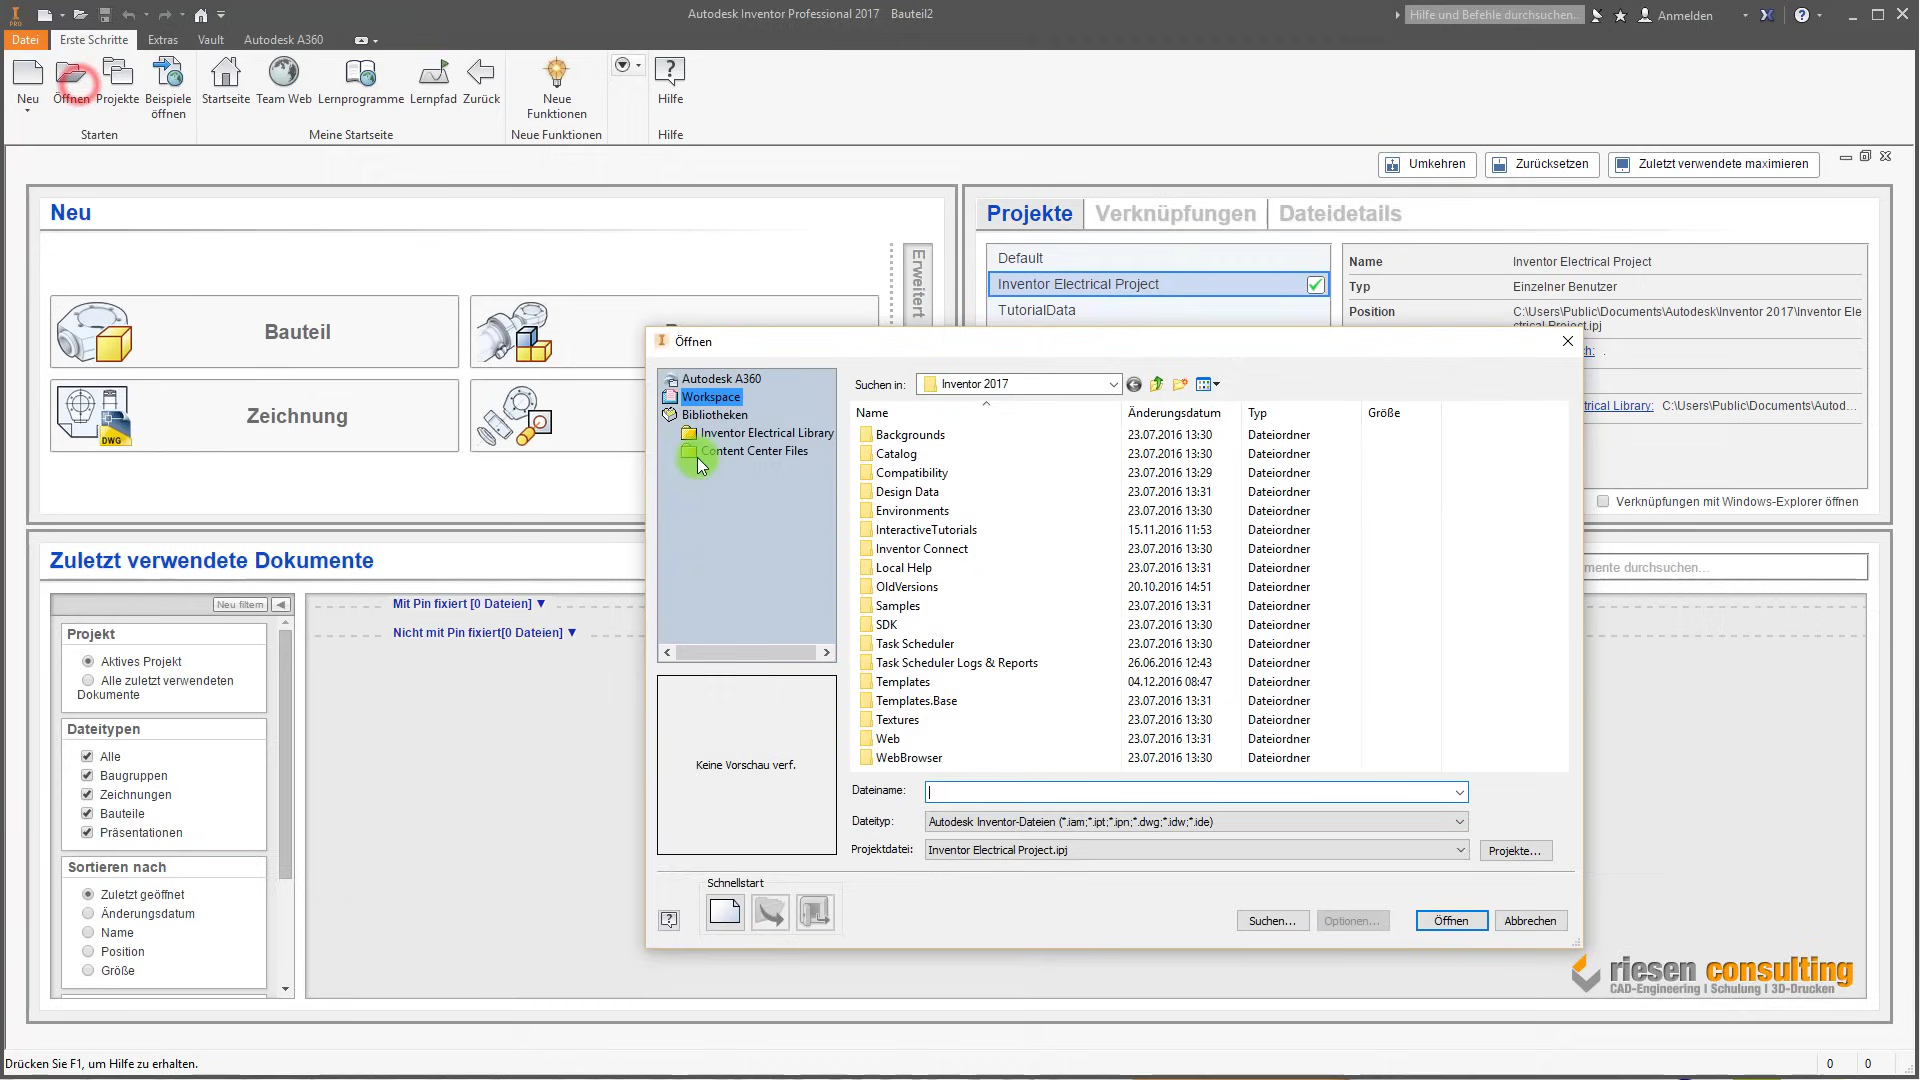 Autodesk Inventor Professional 2017 Bauteil2
Hilfe und Befehle durchsuchen...
Anmelden
PRO
Datei
Erste Schritte
Extras
Vault
Autodesk A360
Neu
Öffnen
Projekte
Beispiele
öffnen
Startseite
Team Web
Lernprogramme
Lernpfad
Zurück
Neue
Funktionen
Hilfe
Starten
Meine Startseite
Neue Funktionen
Hilfe
Umkehren
Zurücksetzen
Zuletzt verwendete maximieren
Neu
Erweitert
Bauteil
Zeichnung
DWG
Projekte
Verknüpfungen
Dateidetails
Default
Inventor Electrical Project
TutorialData
Name Inventor Electrical Project
Typ Einzelner Benutzer
Position C:\Users\Public\Documents\Autodesk\Inventor 2017\Inventor Ele
ctrical Project.ipj
ch: .
trical Library: C:\Users\Public\Documents\Autod...
Verknüpfungen mit Windows-Explorer öffnen
Öffnen
Autodesk A360
Workspace
Bibliotheken
Inventor Electrical Library
Content Center Files
Suchen in: Inventor 2017
Name Änderungsdatum Typ Größe
Backgrounds 23.07.2016 13:30 Dateiordner
Catalog 23.07.2016 13:30 Dateiordner
Compatibility 23.07.2016 13:29 Dateiordner
Design Data 23.07.2016 13:31 Dateiordner
Environments 23.07.2016 13:30 Dateiordner
InteractiveTutorials 15.11.2016 11:53 Dateiordner
Inventor Connect 23.07.2016 13:30 Dateiordner
Local Help 23.07.2016 13:31 Dateiordner
OldVersions 20.10.2016 14:51 Dateiordner
Samples 23.07.2016 13:31 Dateiordner
SDK 23.07.2016 13:30 Dateiordner
Task Scheduler 23.07.2016 13:30 Dateiordner
Task Scheduler Logs & Reports 26.06.2016 12:43 Dateiordner
Templates 04.12.2016 08:47 Dateiordner
Templates.Base 23.07.2016 13:31 Dateiordner
Textures 23.07.2016 13:30 Dateiordner
Web 23.07.2016 13:31 Dateiordner
WebBrowser 23.07.2016 13:30 Dateiordner
Keine Vorschau verf.
Dateiname:
Dateityp: Autodesk Inventor-Dateien (*.iam;*.ipt;*.ipn;*.dwg;*.idw;*.ide)
Projektdatei: Inventor Electrical Project.ipj
Projekte...
Schnellstart
Suchen...
Optionen...
Öffnen
Abbrechen
Zuletzt verwendete Dokumente
mente durchsuchen...
Neu filtern
Mit Pin fixiert [0 Dateien]
Nicht mit Pin fixiert[0 Dateien]
Projekt
Aktives Projekt
Alle zuletzt verwendeten
Dokumente
Dateitypen
Alle
Baugruppen
Zeichnungen
Bauteile
Präsentationen
Sortieren nach
Zuletzt geöffnet
Änderungsdatum
Name
Position
Größe
riesen consulting
CAD-Engineering I Schulung I 3D-Drucken
Drücken Sie F1, um Hilfe zu erhalten.
0 0